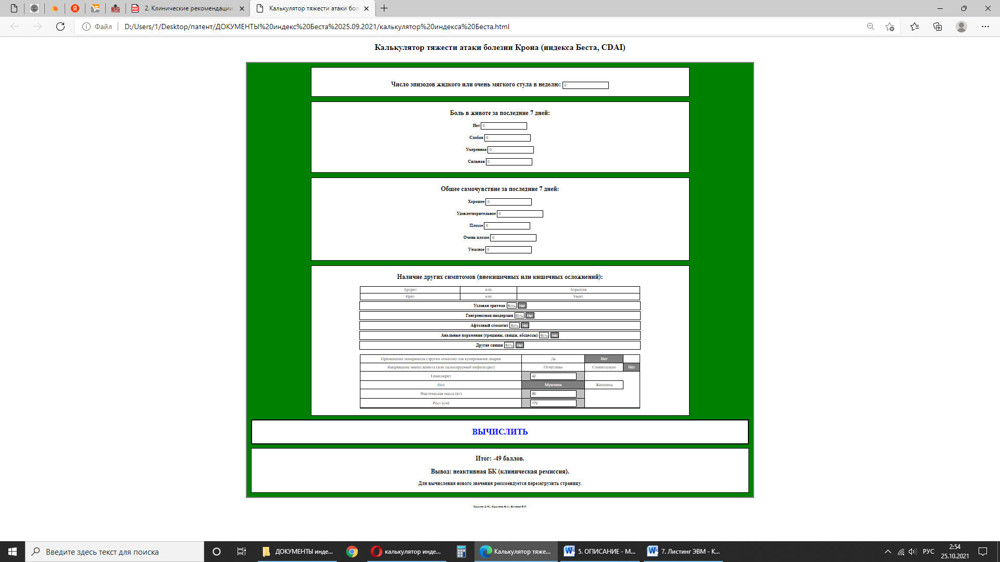 2. Клинические рекомендации
Калькулятор тяжести атаки бол
Файл
D:/Users/1/Desktop/патент/ДОКУМЕНТЫ%20индекс%20Беста%2025.09.2021/калькулятор%20индекса%20Беста.html
Калькулятор тяжести атаки болезни Крона (индекса Беста, CDAI)
Число эпизодов жидкого или очень мягкого стула в неделю: 0
Боль в животе за последние 7 дней:
Нет 0
Слабая 0
Умеренная 0
Сильная 0
Общее самочувствие за последние 7 дней:
Хорошее 0
Удовлетворительное 0
Плохое 0
Очень плохое 0
Ужасное 0
Наличие других симптомов (внекишечных или кишечных осложнений):
Артрит или Атралгия
Ирит или Увеит
Узловая эритема Есть Нет
Гангренозная пиодермия Есть Нет
Афтозный стоматит Есть Нет
Анальные поражения (трещины, свищи, абсцессы) Есть Нет
Другие свищи Есть Нет
Применение лоперамида (других опиатов) для купирования диареи Да Нет
Напряжение мышц живота (или пальпируемый инфильтрат) Отчётливо Сомнительно Нет
Гематокрит 42
Пол Мужчина Женщина
Фактическая масса (кг) 86
Рост (см) 172
ВЫЧИСЛИТЬ
Итог: -49 баллов.
Вывод: неактивная БК (клиническая ремиссия).
Для вычисления нового значения рекомендуется перезагрузить страницу.
Введите здесь текст для поиска
ДОКУМЕНТЫ инде...
калькулятор инде...
Калькулятор тяже...
5. ОПИСАНИЕ - M...
7. Листинг ЭВМ - K...
РУС
2:54
25.10.2021